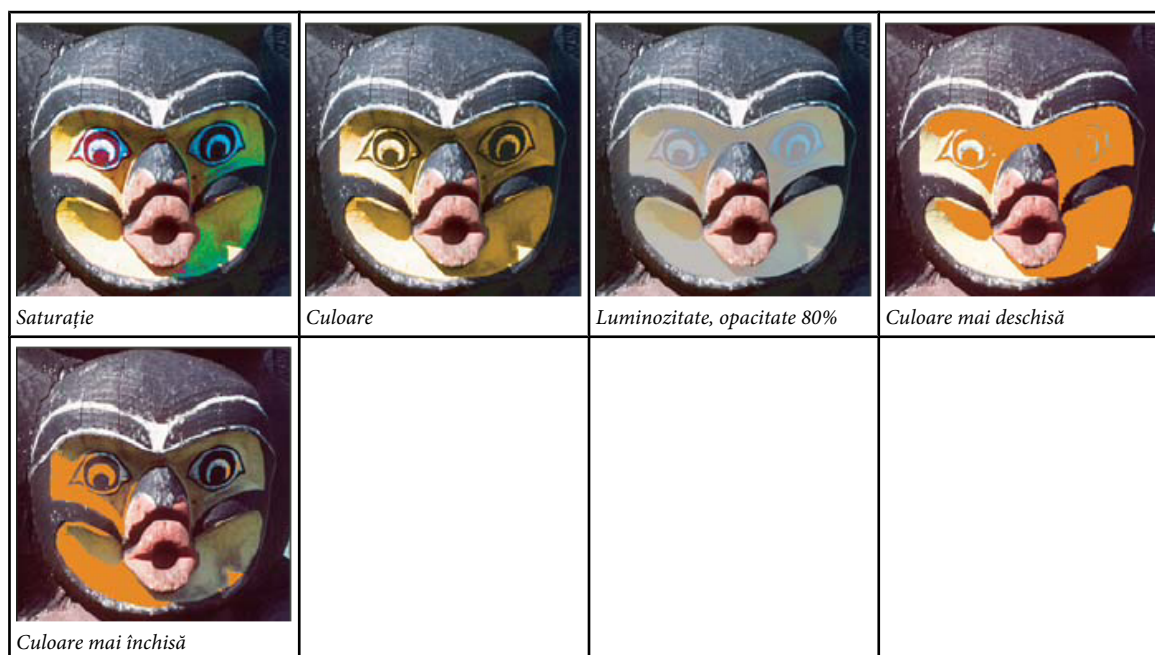 Saturație
Culoare
Luminozitate, opacitate 80%
Culoare mai deschisă
Culoare mai închisă